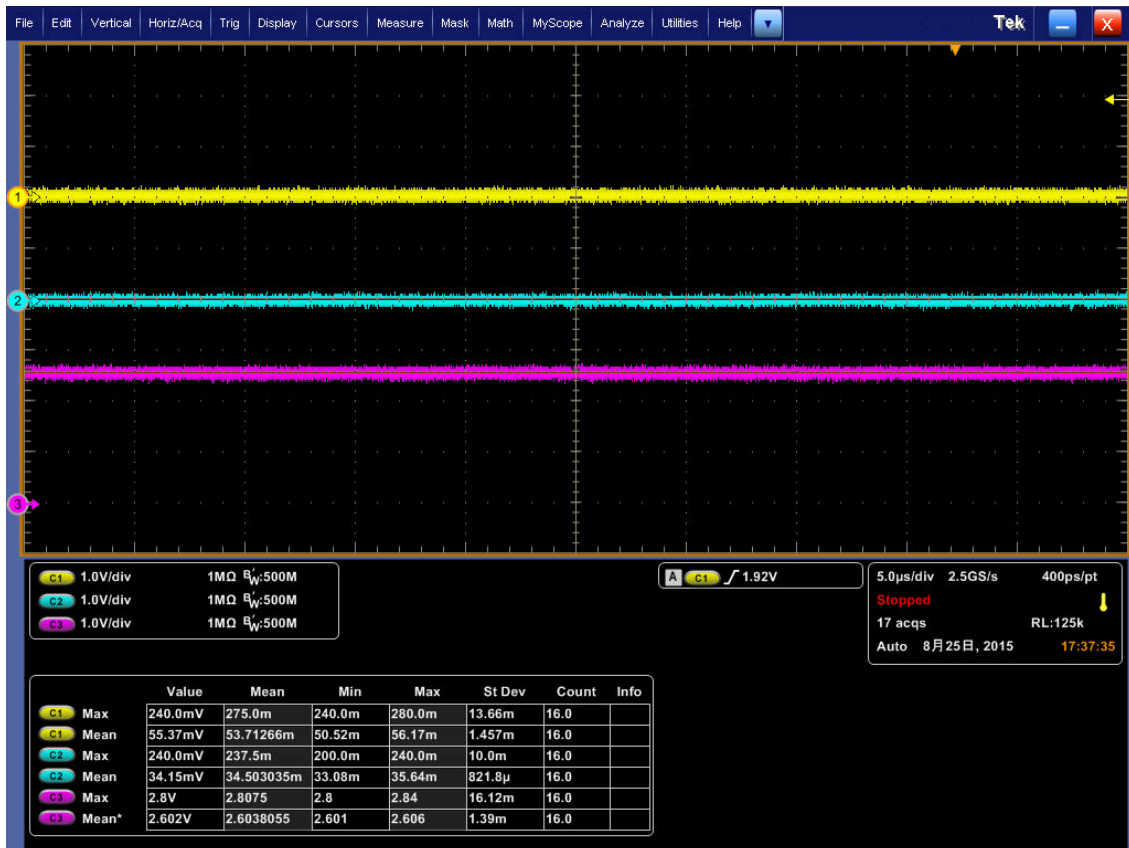 File Edit Vertical Horiz/Acq Trig Display Cursors Measure Mask Math MyScope Analyze Utilities Help Tek X
1
2
3
C1 1.0V/div 1MΩ BW:500M
C2 1.0V/div 1MΩ BW:500M
C3 1.0V/div 1MΩ BW:500M
A C1 1.92V
5.0µs/div 2.5GS/s 400ps/pt
Stopped
17 acqs RL:125k
Auto 8月25日, 2015 17:37:35
Value Mean Min Max St Dev Count Info
C1 Max 240.0mV 275.0m 240.0m 280.0m 13.66m 16.0
C1 Mean 55.37mV 53.71266m 50.52m 56.17m 1.457m 16.0
C2 Max 240.0mV 237.5m 200.0m 240.0m 10.0m 16.0
C2 Mean 34.15mV 34.503035m 33.08m 35.64m 821.8µ 16.0
C3 Max 2.8V 2.8075 2.8 2.84 16.12m 16.0
C3 Mean* 2.602V 2.6038055 2.601 2.606 1.39m 16.0